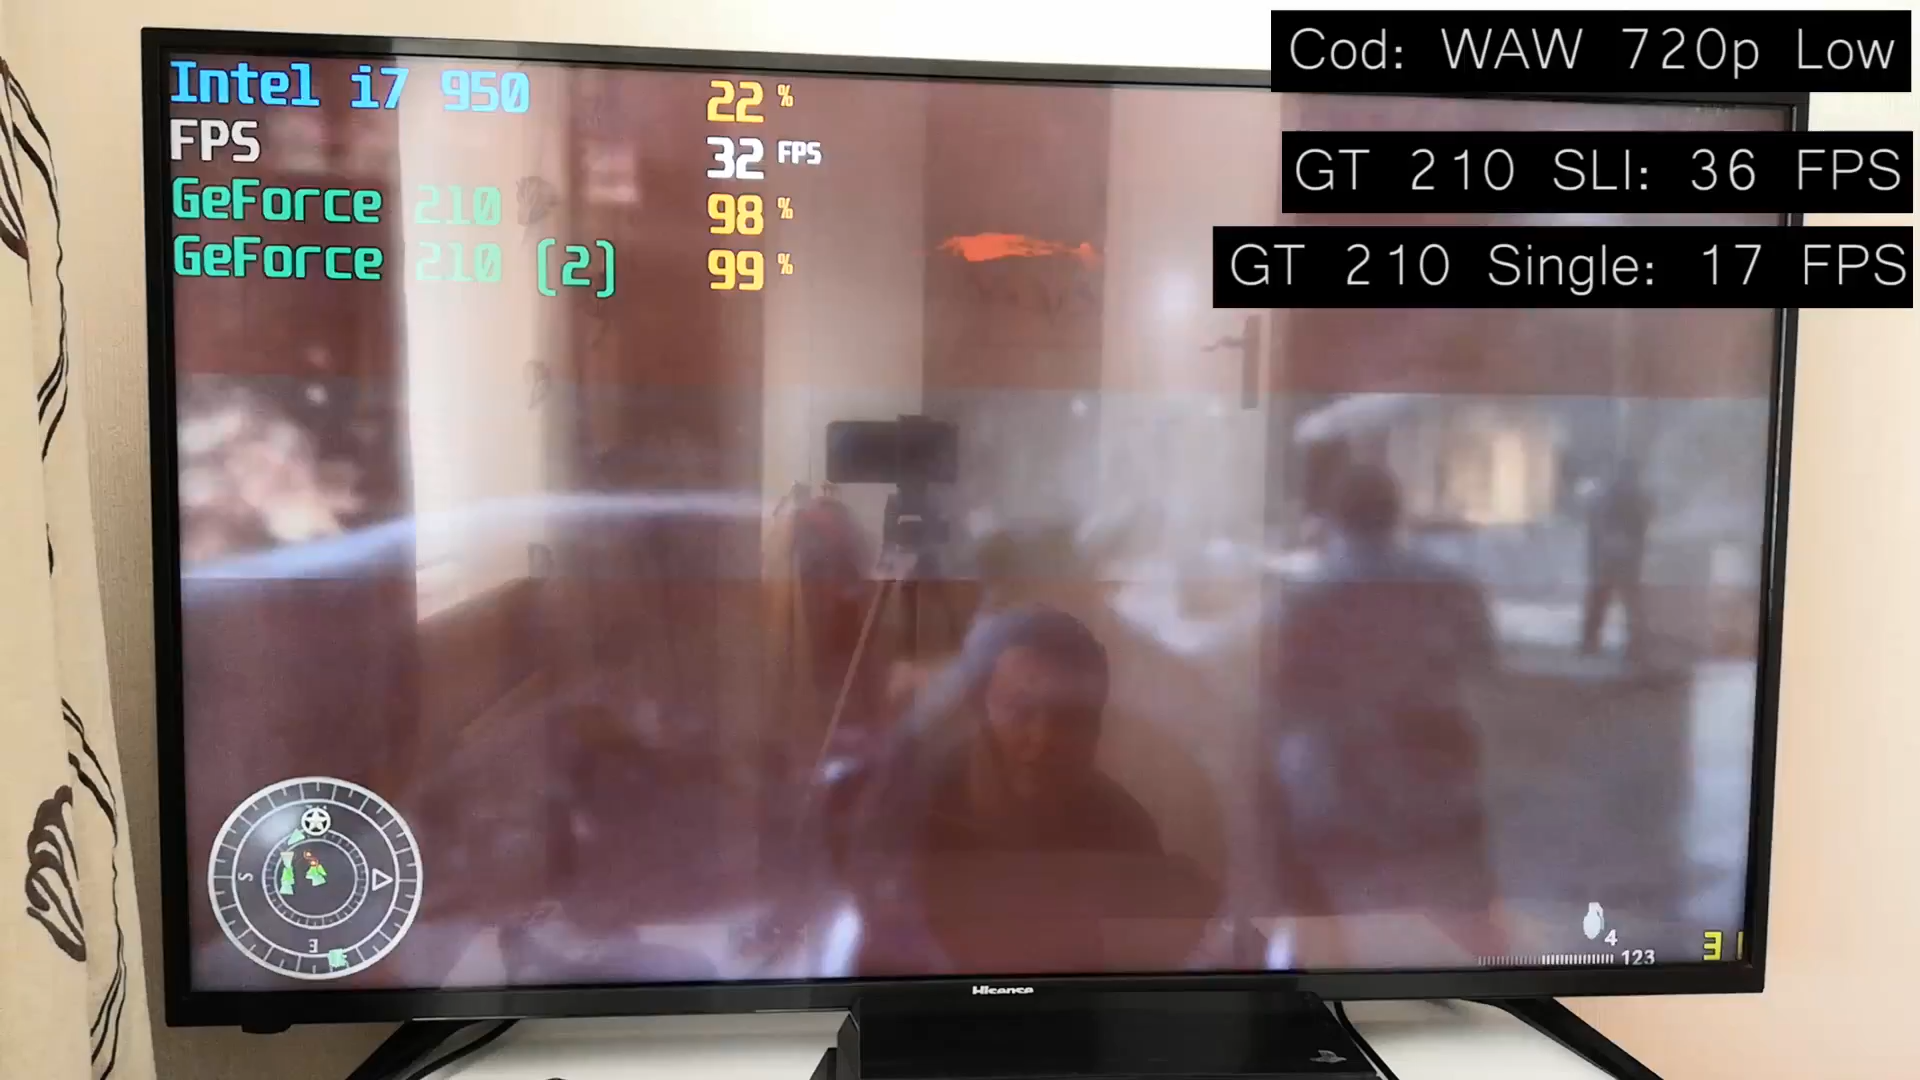 Cod: WAW 720p Low
Intel i7 950 22 %
FPS 32 FPS
GT 210 SLI: 36 FPS
GeForce 210 98 %
GeForce 210 (2) 99 %
GT 210 Single: 17 FPS
S
E
4
123
Hisense